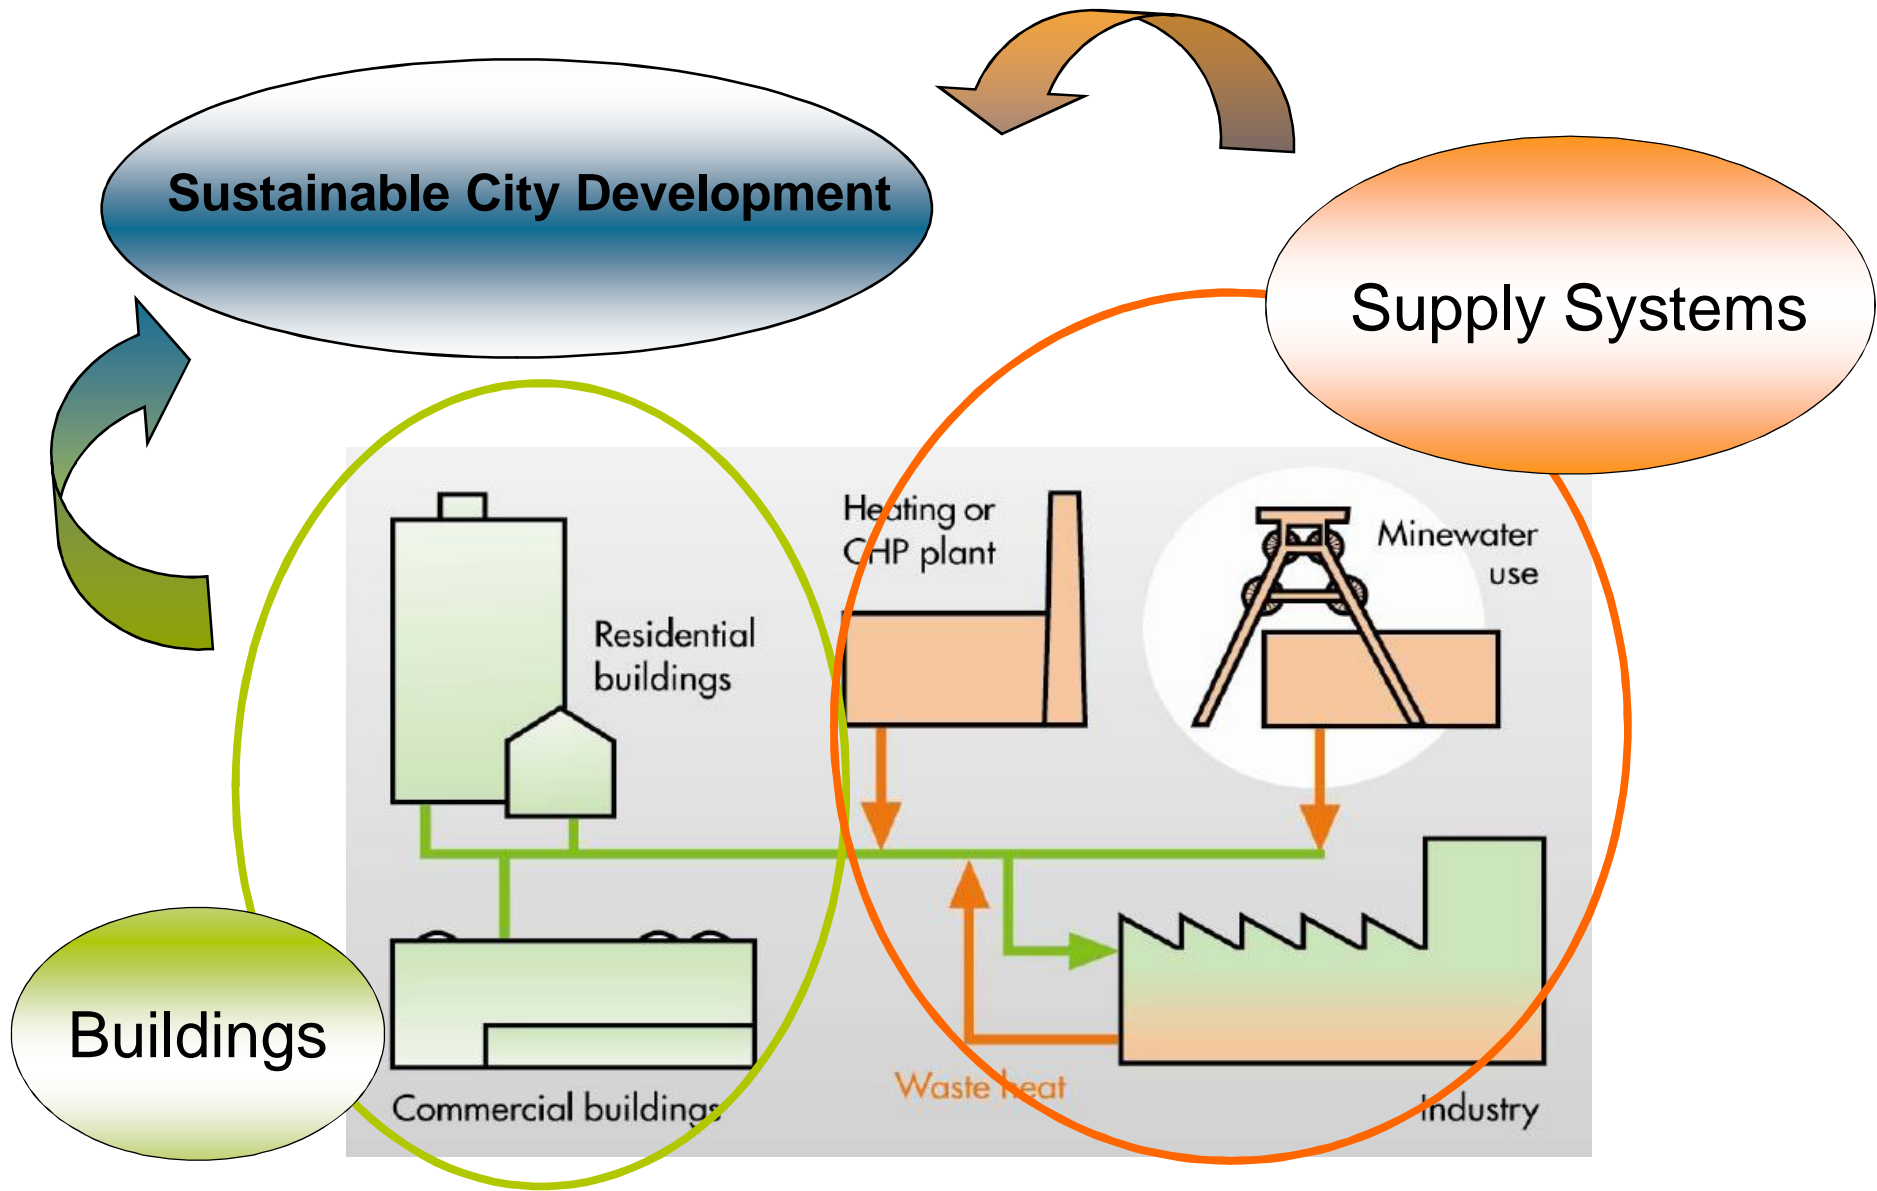 Sustainable City Development
Supply Systems
Heating or
CHP plant
Minewater
use
Residential
buildings
Buildings
Commercial buildings
Waste heat
Industry